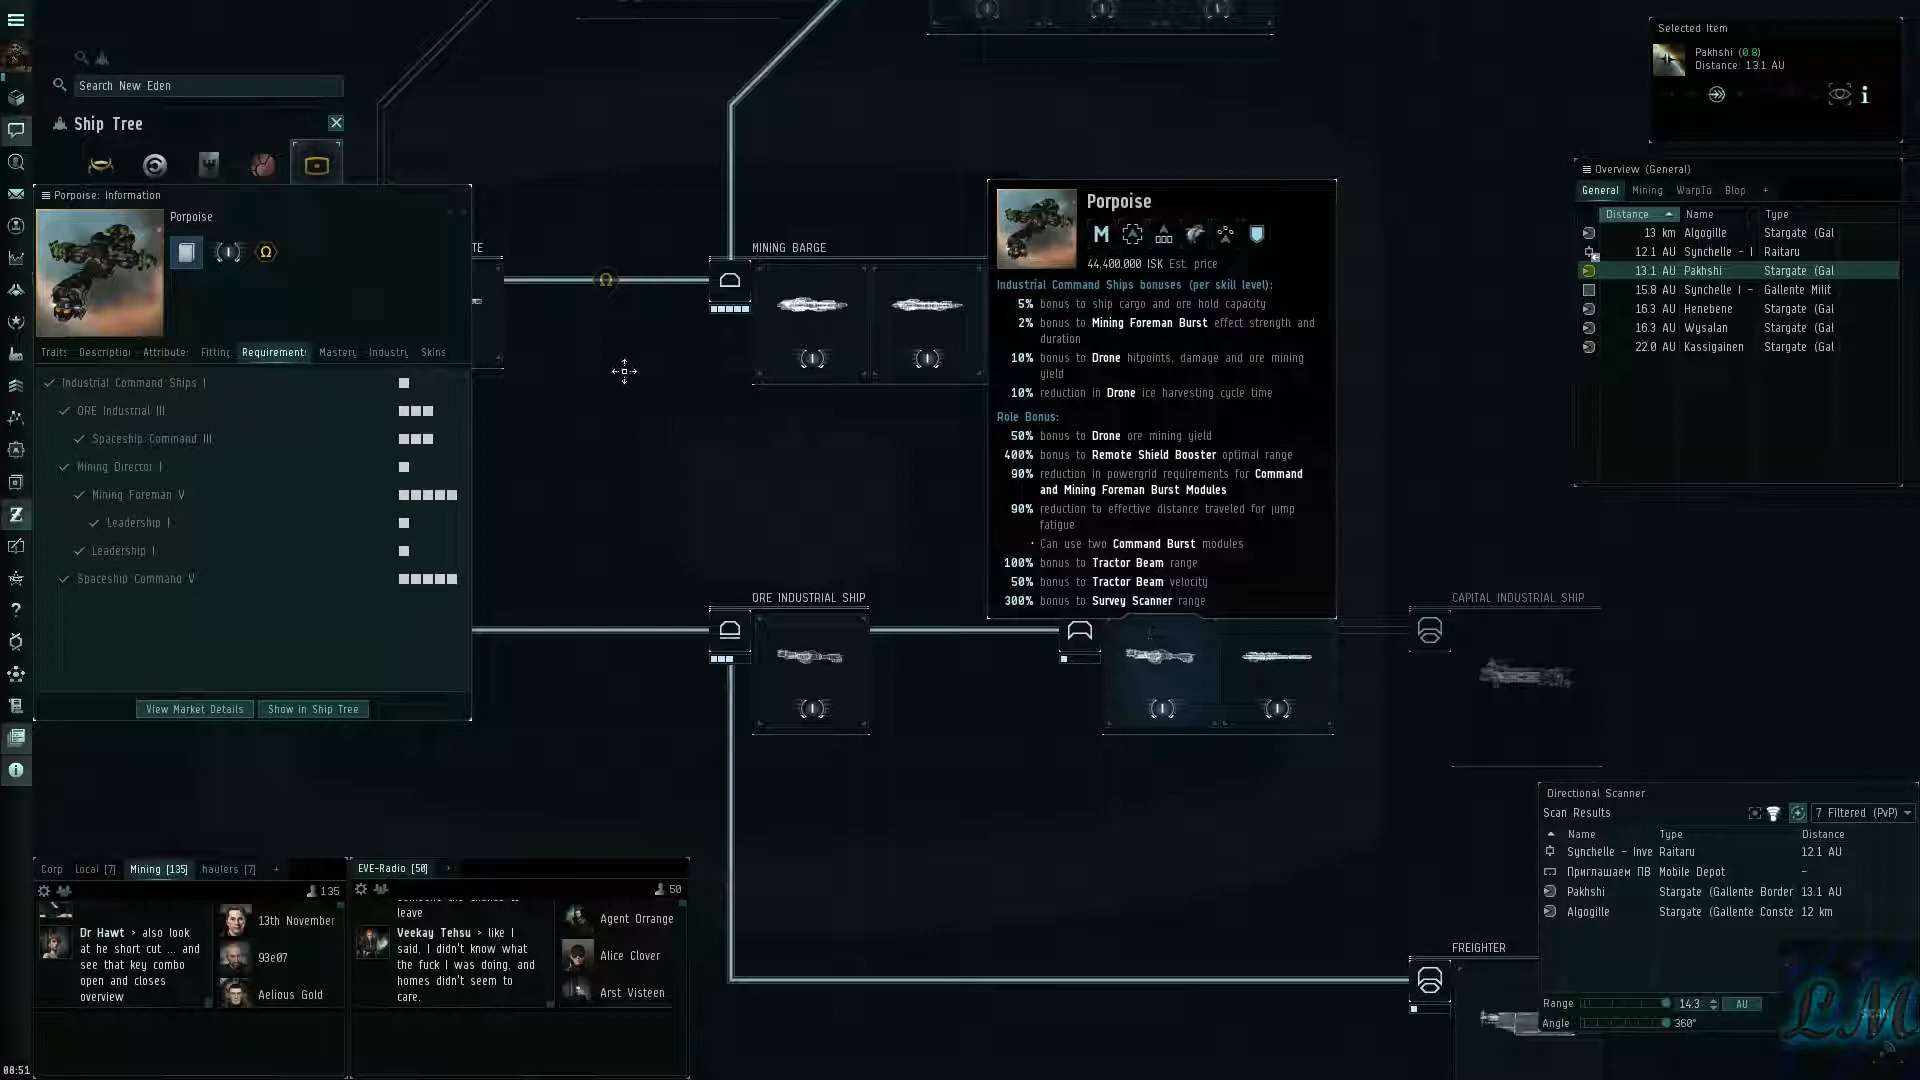 Search New Eden
Ship Tree
Porpoise: Information
Porpoise
Traits Description Attributes Fitting Requirements Mastery Industry Skins
Industrial Command Ships I
ORE Industrial III
Spaceship Command III
Mining Director I
Mining Foreman V
Leadership I
Leadership I
Spaceship Command V
View Market Details
Show in Ship Tree
TE
MINING BARGE
ORE INDUSTRIAL SHIP
CAPITAL INDUSTRIAL SHIP
FREIGHTER
Porpoise
M
44,400,000 ISK Est. price
Industrial Command Ships bonuses (per skill level):
5% bonus to ship cargo and ore hold capacity
2% bonus to Mining Foreman Burst effect strength and
duration
10% bonus to Drone hitpoints, damage and ore mining
yield
10% reduction in Drone ice harvesting cycle time
Role Bonus:
50% bonus to Drone ore mining yield
400% bonus to Remote Shield Booster optimal range
90% reduction in powergrid requirements for Command
and Mining Foreman Burst Modules
90% reduction to effective distance traveled for jump
fatigue
· Can use two Command Burst modules
100% bonus to Tractor Beam range
50% bonus to Tractor Beam velocity
300% bonus to Survey Scanner range
Selected Item
Pakhshi (0.8)
Distance: 13.1 AU
Overview (General)
General Mining WarpTo Blop +
Distance Name Type
13 km Algogille Stargate (Gal
12.1 AU Synchelle - I Raitaru
13.1 AU Pakhshi Stargate (Gal
15.8 AU Synchelle I - Gallente Milit
16.3 AU Henebene Stargate (Gal
16.3 AU Wysalan Stargate (Gal
22.0 AU Kassigainen Stargate (Gal
Directional Scanner
Scan Results
7 Filtered (PvP)
Name Type Distance
Synchelle - Inve Raitaru 12.1 AU
Приглашаем ПВ Mobile Depot -
Pakhshi Stargate (Gallente Border 13.1 AU
Algogille Stargate (Gallente Conste 12 km
Range 14.3 AU
Angle 360°
SCAN
LM
Corp Local [7] Mining [135] haulers [7] +
135
Dr Hawt > also look
at he short cut ... and
see that key combo
open and closes
overview
13th November
93e07
Aelious Gold
EVE-Radio [50]
50
leave
Veekay Tehsu > like I
said, I didn't know what
the fuck I was doing, and
homes didn't seem to
care.
Agent Orrange
Alice Clover
Arst Visteen
08:51